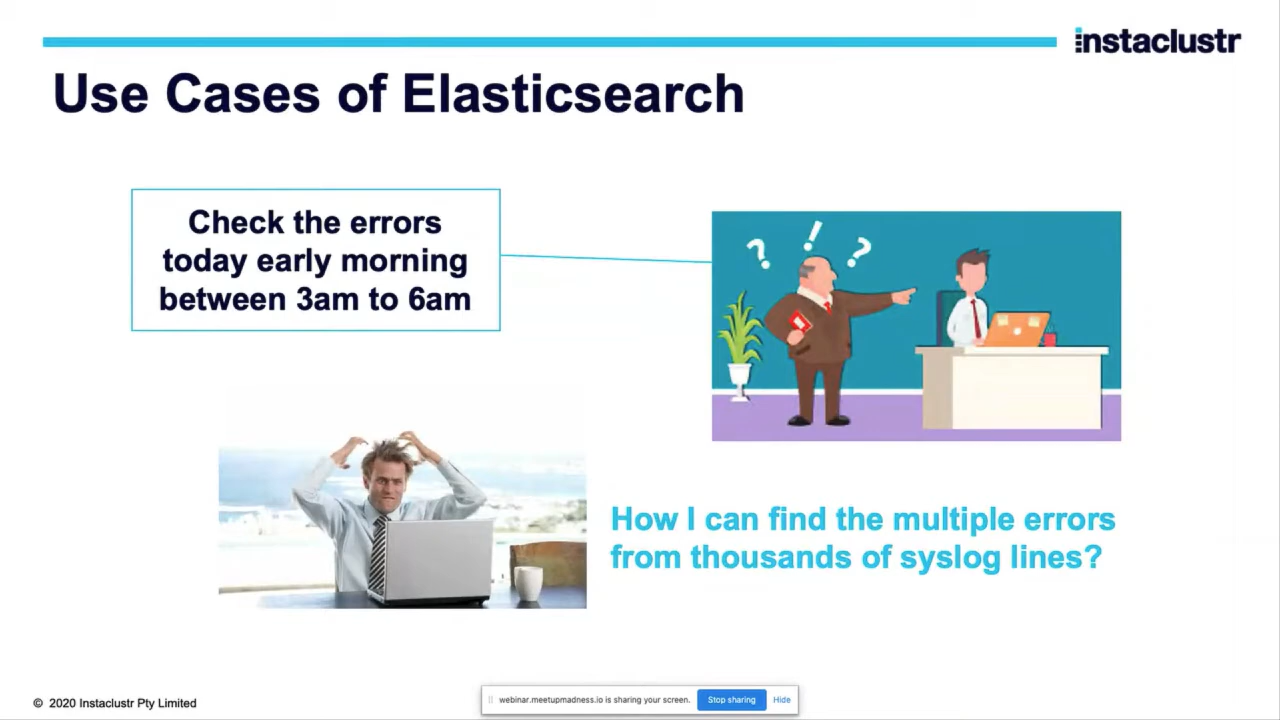 instaclustr
Use Cases of Elasticsearch
Check the errors
today early morning
between 3am to 6am
? ! ?
How I can find the multiple errors
from thousands of syslog lines?
© 2020 Instaclustr Pty Limited
webinar.meetupmadness.io is sharing your screen.
Stop sharing
Hide